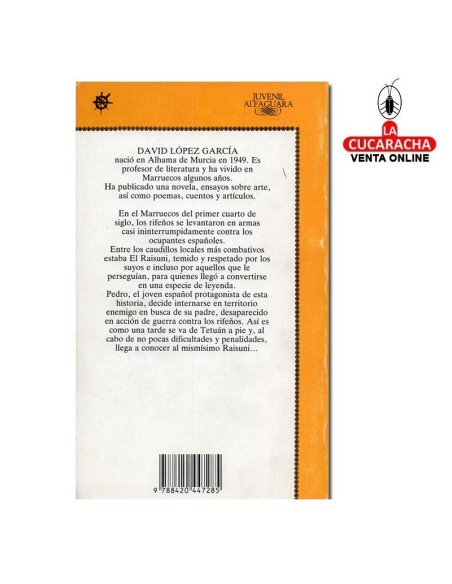 JUVENIL
ALFAGUARA
DAVID LÓPEZ GARCÍA
nació en Alhama de Murcia en 1949. Es
profesor de literatura y ha vivido en
Marruecos algunos años.
Ha publicado una novela, ensayos sobre arte,
así como poemas, cuentos y artículos.
En el Marruecos del primer cuarto de
siglo, los rifeños se levantaron en armas
casi ininterrumpidamente contra los
ocupantes españoles.
Entre los caudillos locales más combativos
estaba El Raisuni, temido y respetado por los
suyos e incluso por aquellos que le
perseguían, para quienes llegó a convertirse
en una especie de leyenda.
Pedro, el joven español protagonista de esta
historia, decide internarse en territorio
enemigo en busca de su padre, desaparecido
en acción de guerra contra los rifeños. Así es
como una tarde se va de Tetuán a pie y, al
cabo de no pocas dificultades y penalidades,
llega a conocer al mismísimo Raisuni...
9 788420 447285
LA
CUCARACHA
VENTA ONLINE